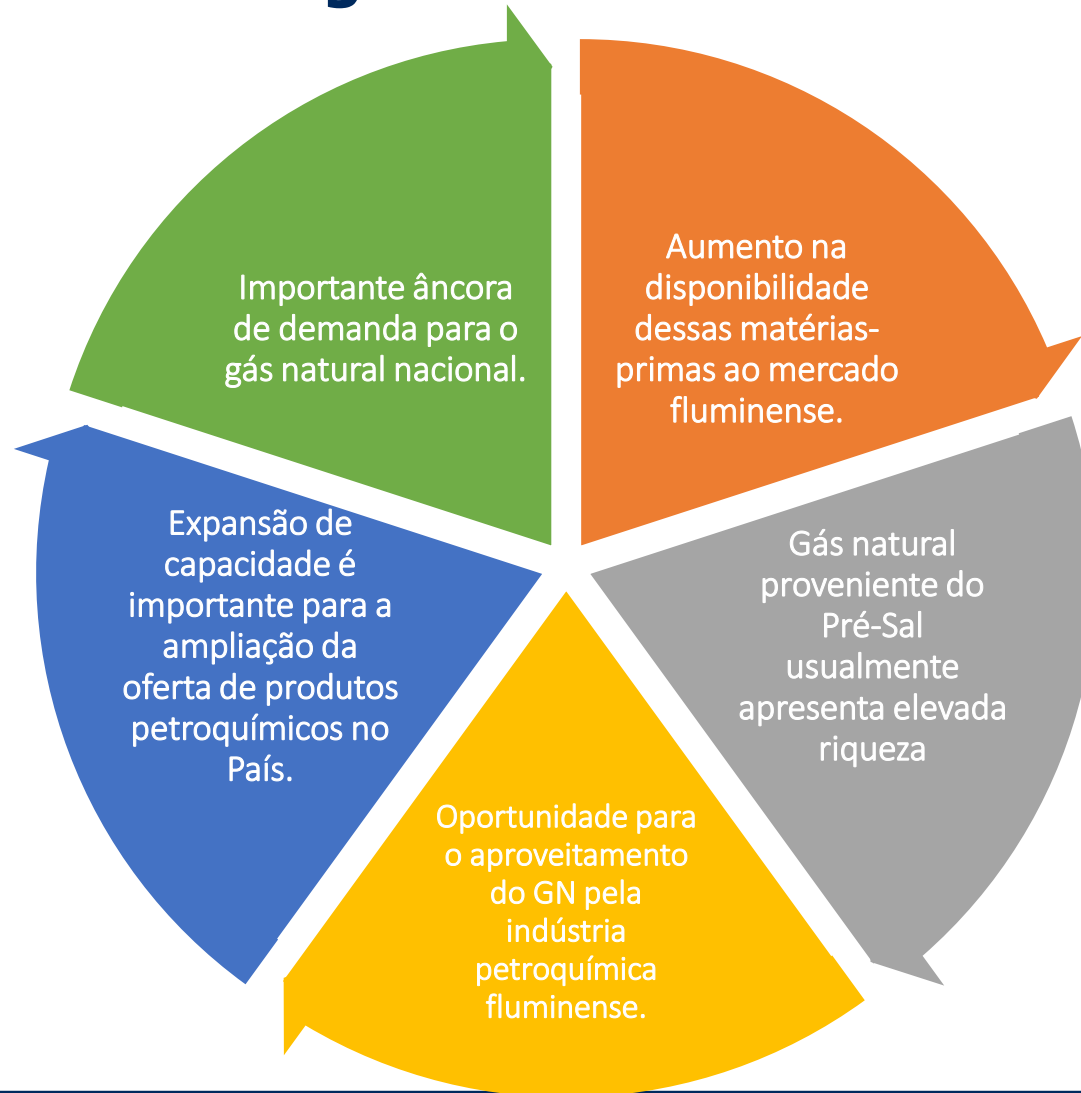 Aumento na
disponibilidade
dessas matérias-
primas ao mercado
fluminense.
Gás natural
proveniente do
Pré-Sal
usualmente
apresenta elevada
riqueza
Oportunidade para
o aproveitamento
do GN pela
indústria
petroquímica
fluminense.
Expansão de
capacidade é
importante para a
ampliação da
oferta de produtos
petroquímicos no
País.
Importante âncora
de demanda para o
gás natural nacional.